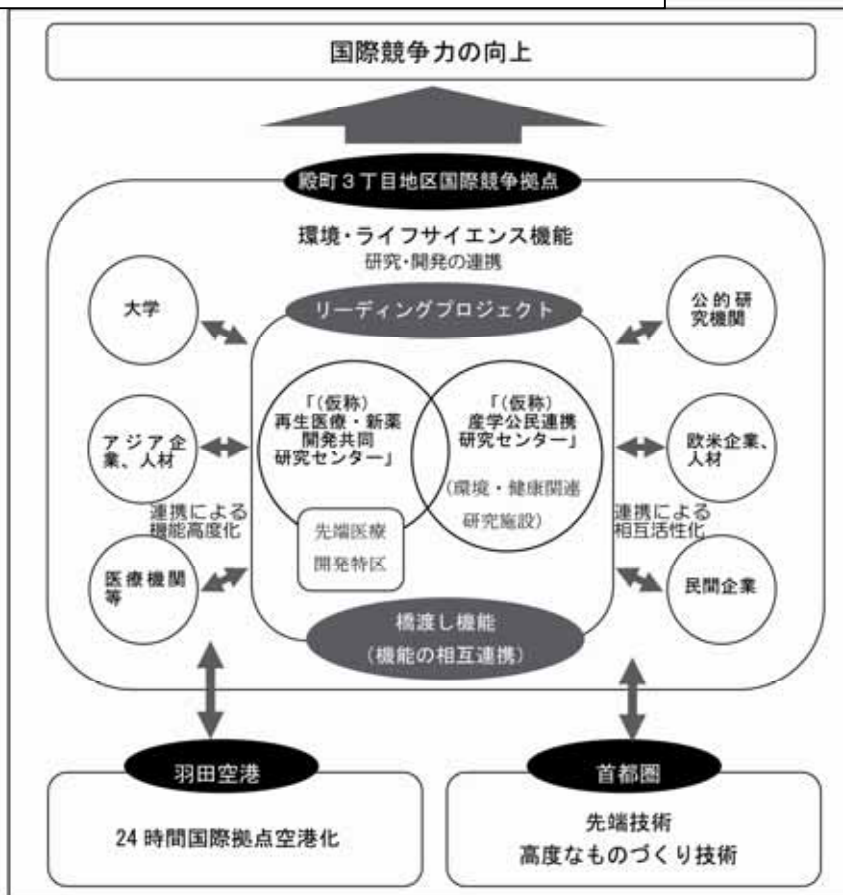 国際競争力の向上
殿町3丁目地区国際競争拠点
環境・ライフサイエンス機能
研究・開発の連携
リーディングプロジェクト
大学
公的研
究機関
「(仮称)
再生医療・新薬
開発共同
研究センター」
「(仮称)
産学公民連携
研究センター」
(環境・健康関連
研究施設)
アジア企
業、人材
欧米企業、
人材
連携による
機能高度化
連携による
相互活性化
先端医療
開発特区
医療機関
等
民間企業
橋渡し機能
(機能の相互連携)
羽田空港
24時間国際拠点空港化
首都圏
先端技術
高度なものづくり技術